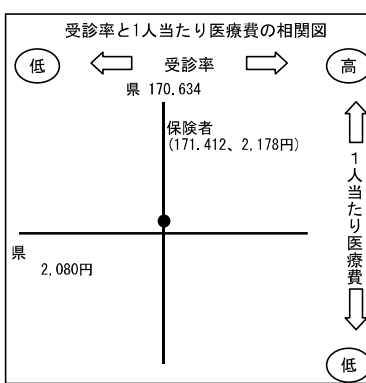 受診率と1人当たり医療費の相関図
低 受診率 高
県 170.634
保険者
(171.412、2,178円)
1人当たり医療費
県
2,080円
低